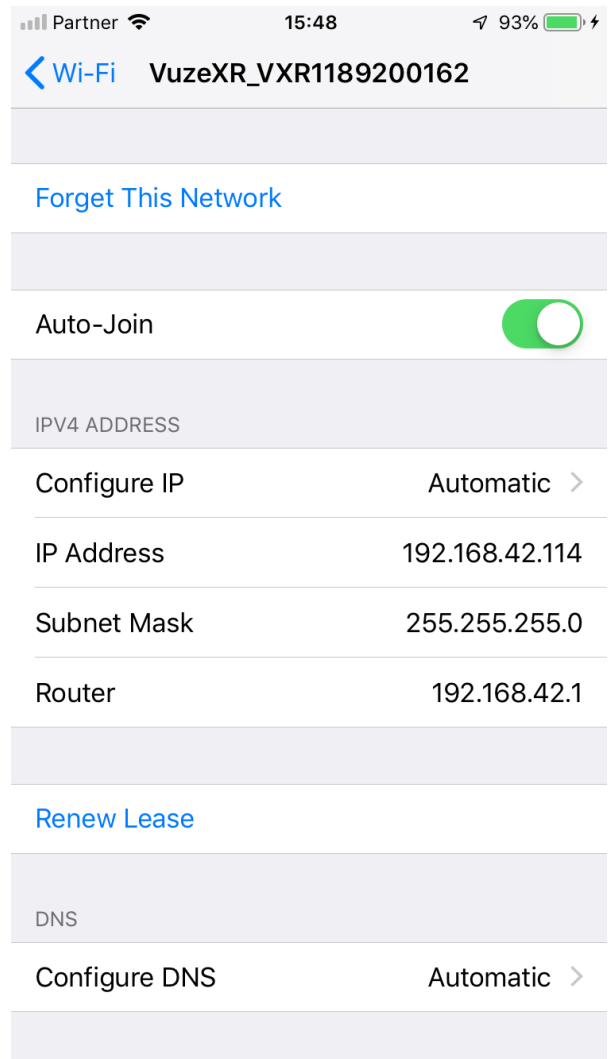 Partner 15:48 93%
Wi-Fi VuzeXR_VXR1189200162
Forget This Network
Auto-Join
IPV4 ADDRESS
Configure IP Automatic
IP Address 192.168.42.114
Subnet Mask 255.255.255.0
Router 192.168.42.1
Renew Lease
DNS
Configure DNS Automatic